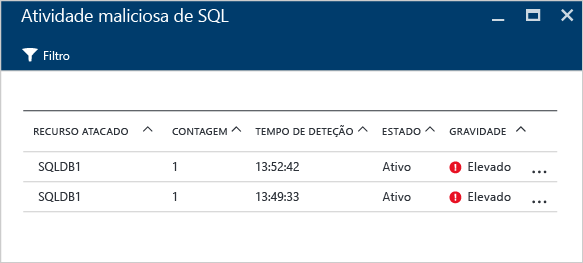 Atividade maliciosa de SQL
Filtro
RECURSO ATACADO CONTAGEM TEMPO DE DETEÇÃO ESTADO GRAVIDADE
SQLDB1 1 13:52:42 Ativo Elevado ...
SQLDB1 1 13:49:33 Ativo Elevado ...